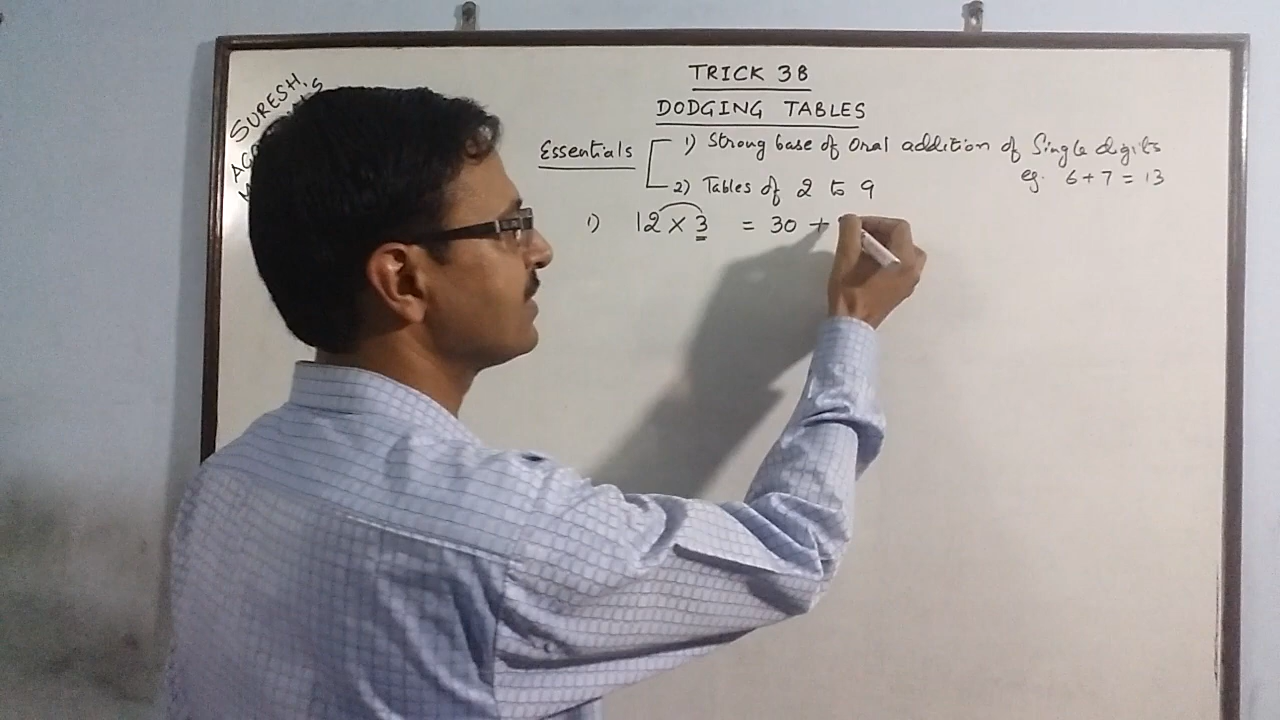 SURESH.
TRICK 38
DODGING TABLES
Essentials
1) Strong base of oral addition of Single digits
eg. 6 + 7 = 13
2) Tables of 2 to 9
1) 12 × 3 = 30 +